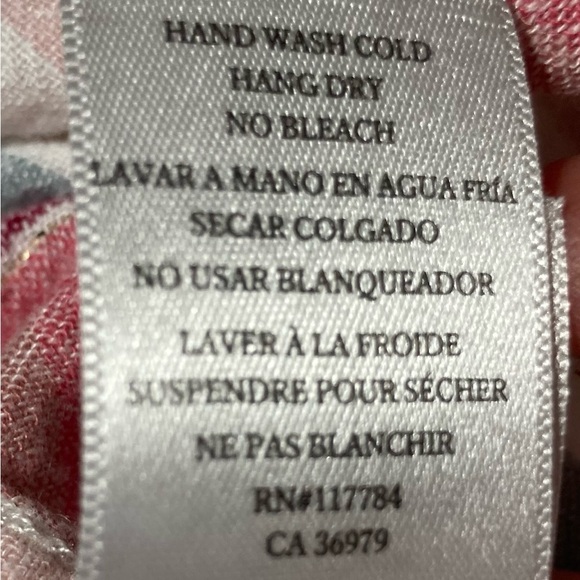 HAND WASH COLD
HANG DRY
NO BLEACH
LAVAR A MANO EN AGUA FRÍA
SECAR COLGADO
NO USAR BLANQUEADOR
LAVER À LA FROIDE
SUSPENDRE POUR SÉCHER
NE PAS BLANCHIR
RN#117784
CA 36979